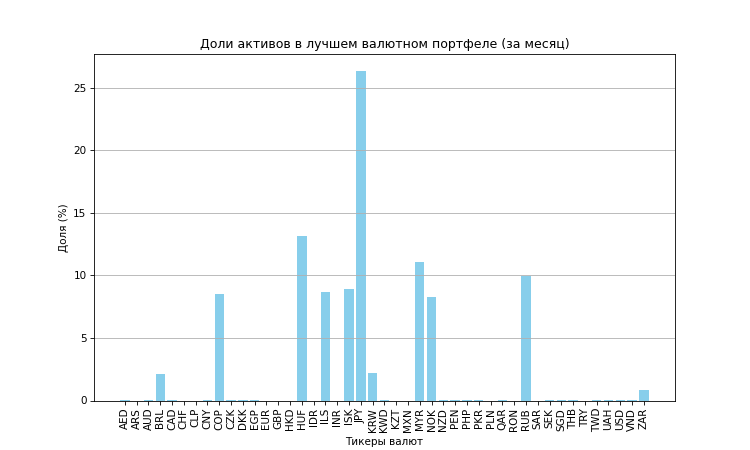 Доли активов в лучшем валютном портфеле (за месяц)
Доля (%)
25
20
15
10
5
0
AED ARS AUD BRL CAD CHF CLP CNY COP CZK DKK EGP EUR GBP HKD HUF IDR ILS INR ISK JPY KRW KWD KZT MXN MYR NOK NZD PEN PHP PKR PLN QAR RON RUB SAR SEK SGD THB TRY TWD UAH USD VND ZAR
Тикеры валют